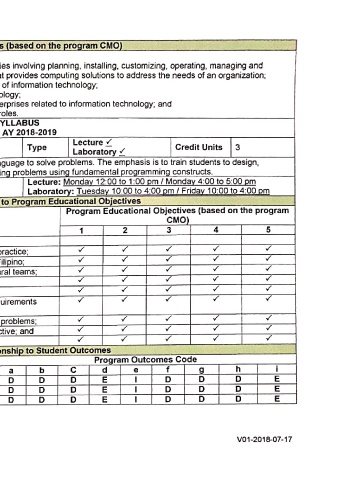 s (based on the program CMO)
ies involving planning, installing, customizing, operating, managing and
at provides computing solutions to address the needs of an organization;
of information technology;
ology;
erprises related to information technology; and
roles.
YLLABUS
AY 2018-2019
Type Lecture ✓ Laboratory ✓ Credit Units 3
nguage to solve problems. The emphasis is to train students to design,
ing problems using fundamental programming constructs.
Lecture: Monday 12:00 to 1:00 pm / Monday 4:00 to 5:00 pm
Laboratory: Tuesday 10:00 to 4:00 pm / Friday 10:00 to 4:00 pm
to Program Educational Objectives
Program Educational Objectives (based on the program
CMO)
1 2 3 4 5
ractice; ✓ ✓ ✓ ✓ ✓
ilipino; ✓ ✓ ✓ ✓ ✓
ral teams; ✓ ✓ ✓ ✓ ✓
✓ ✓ ✓ ✓ ✓
✓ ✓ ✓ ✓ ✓
uirements ✓ ✓ ✓ ✓ ✓
problems; ✓ ✓ ✓ ✓ ✓
ctive; and ✓ ✓ ✓ ✓ ✓
✓ ✓ ✓ ✓ ✓
onship to Student Outcomes
Program Outcomes Code
a b C d e f g h i
D D D E I D D D E
D D D E I D D D E
D D D E I D D D E
V01-2018-07-17